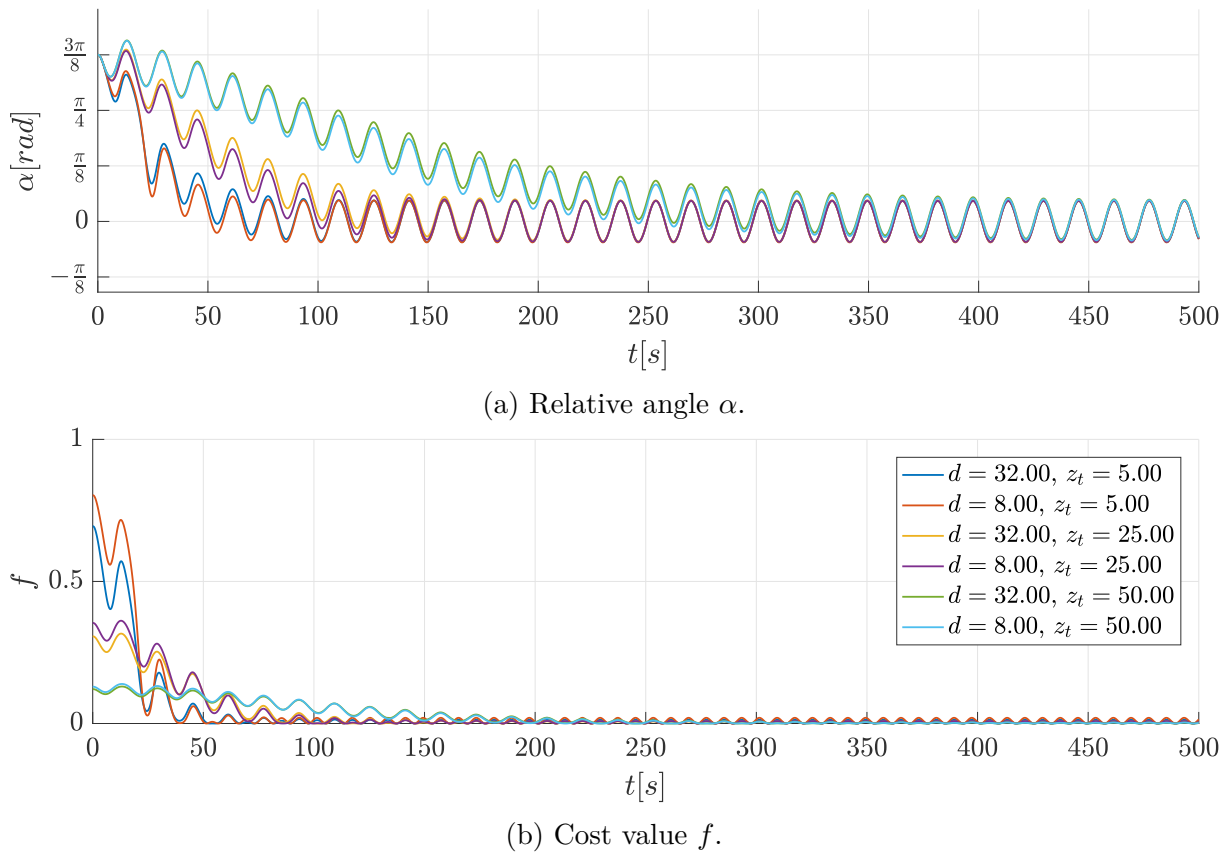 3π/8
π/4
π/8
0
−π/8
α[rad]
0 50 100 150 200 250 300 350 400 450 500
t[s]
(a) Relative angle α.
1
0.5
0
f
d = 32.00, z_t = 5.00
d = 8.00, z_t = 5.00
d = 32.00, z_t = 25.00
d = 8.00, z_t = 25.00
d = 32.00, z_t = 50.00
d = 8.00, z_t = 50.00
0 50 100 150 200 250 300 350 400 450 500
t[s]
(b) Cost value f.